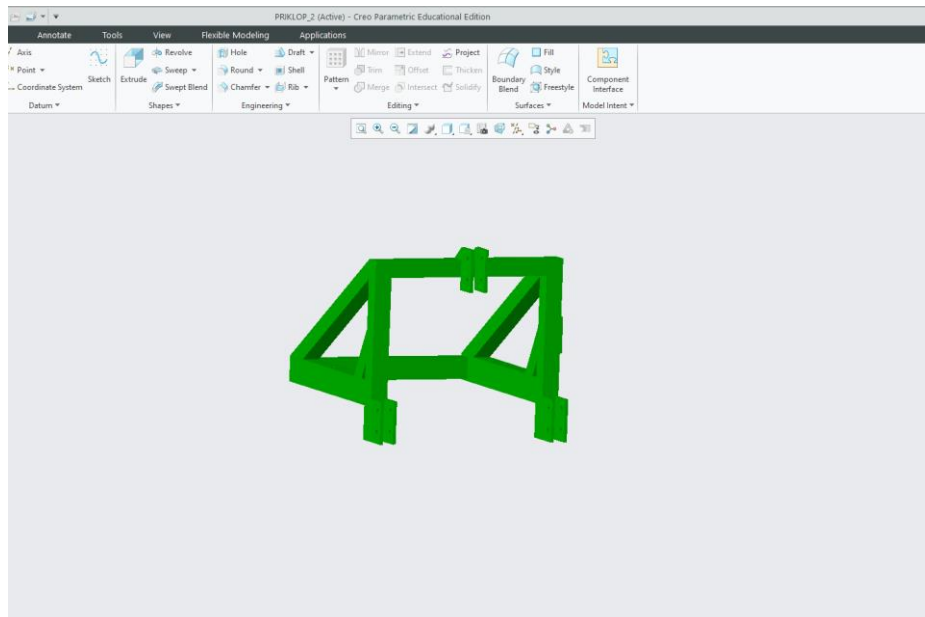 PRIKLOP_2 (Active) - Creo Parametric Educational Edition
Annotate Tools View Flexible Modeling Applications
Axis Revolve Hole Draft Mirror Extend Project Fill
Point Sketch Extrude Sweep Round Shell Pattern Trim Offset Thicken Boundary Blend Style Component Interface
Coordinate System Swept Blend Chamfer Rib Merge Intersect Solidify Freestyle
Datum Shapes Engineering Editing Surfaces Model Intent